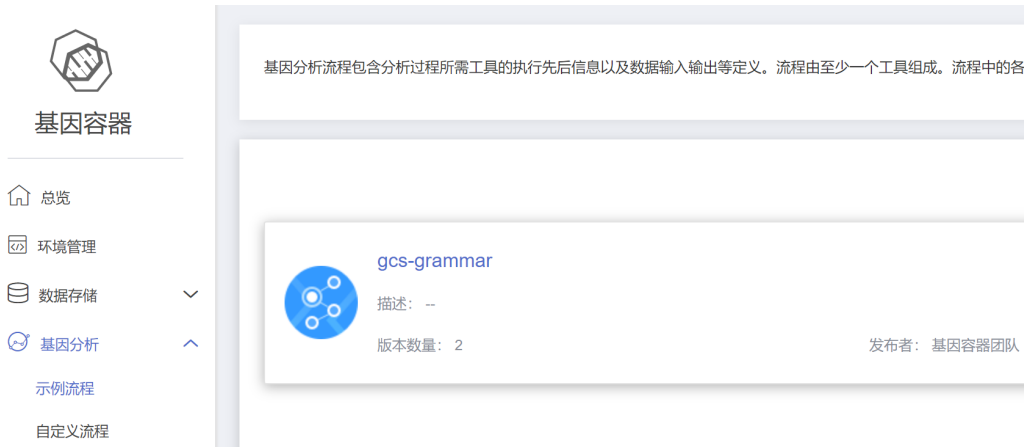 基因容器
总览
环境管理
数据存储
基因分析
示例流程
自定义流程
基因分析流程包含分析过程所需工具的执行先后信息以及数据输入输出等定义。流程由至少一个工具组成。流程中的各
gcs-grammar
描述： --
版本数量： 2
发布者： 基因容器团队